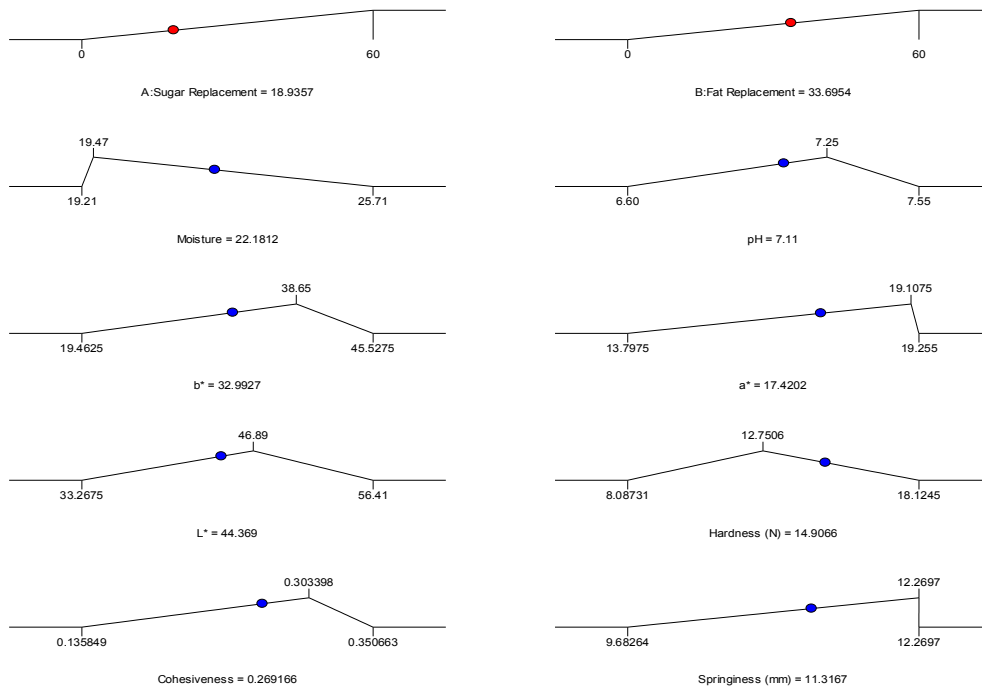 0 60
A:Sugar Replacement = 18.9357
0 60
B:Fat Replacement = 33.6954
19.47
19.21 25.71
Moisture = 22.1812
7.25
6.60 7.55
pH = 7.11
38.65
19.4625 45.5275
b* = 32.9927
19.1075
13.7975 19.255
a* = 17.4202
46.89
33.2675 56.41
L* = 44.369
12.7506
8.08731 18.1245
Hardness (N) = 14.9066
0.303398
0.135849 0.350663
Cohesiveness = 0.269166
12.2697
9.68264 12.2697
Springiness (mm) = 11.3167